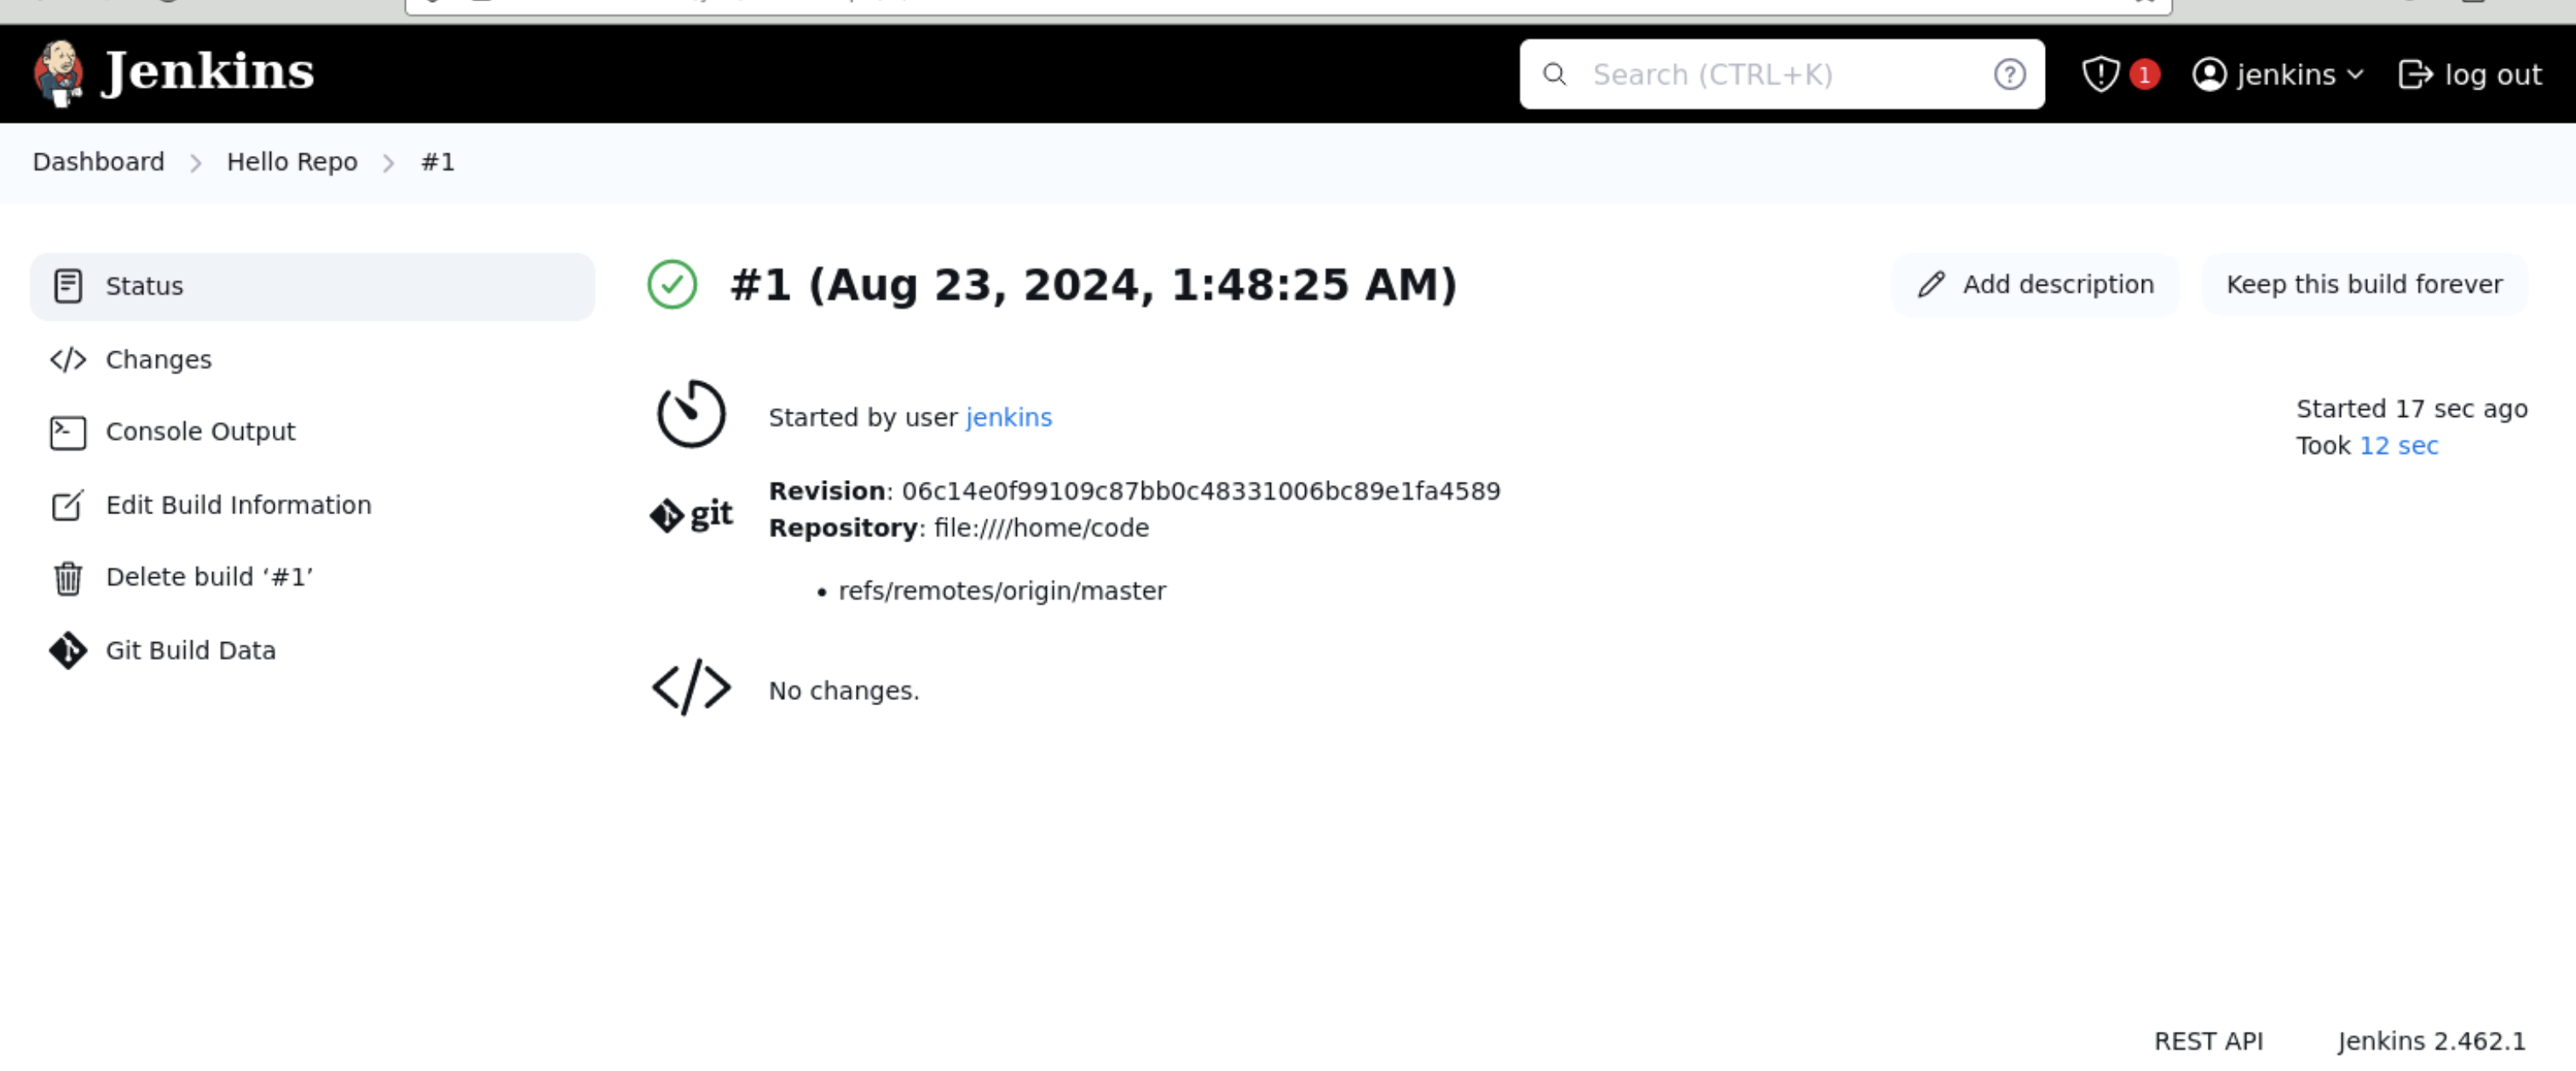 Jenkins
Search (CTRL+K)
1
jenkins
log out
Dashboard
Hello Repo
#1
Status
Changes
Console Output
Edit Build Information
Delete build ‘#1’
Git Build Data
#1 (Aug 23, 2024, 1:48:25 AM)
Add description
Keep this build forever
Started by user jenkins
Started 17 sec ago
Took 12 sec
git
Revision: 06c14e0f99109c87bb0c48331006bc89e1fa4589
Repository: file:////home/code
• refs/remotes/origin/master
No changes.
REST API
Jenkins 2.462.1